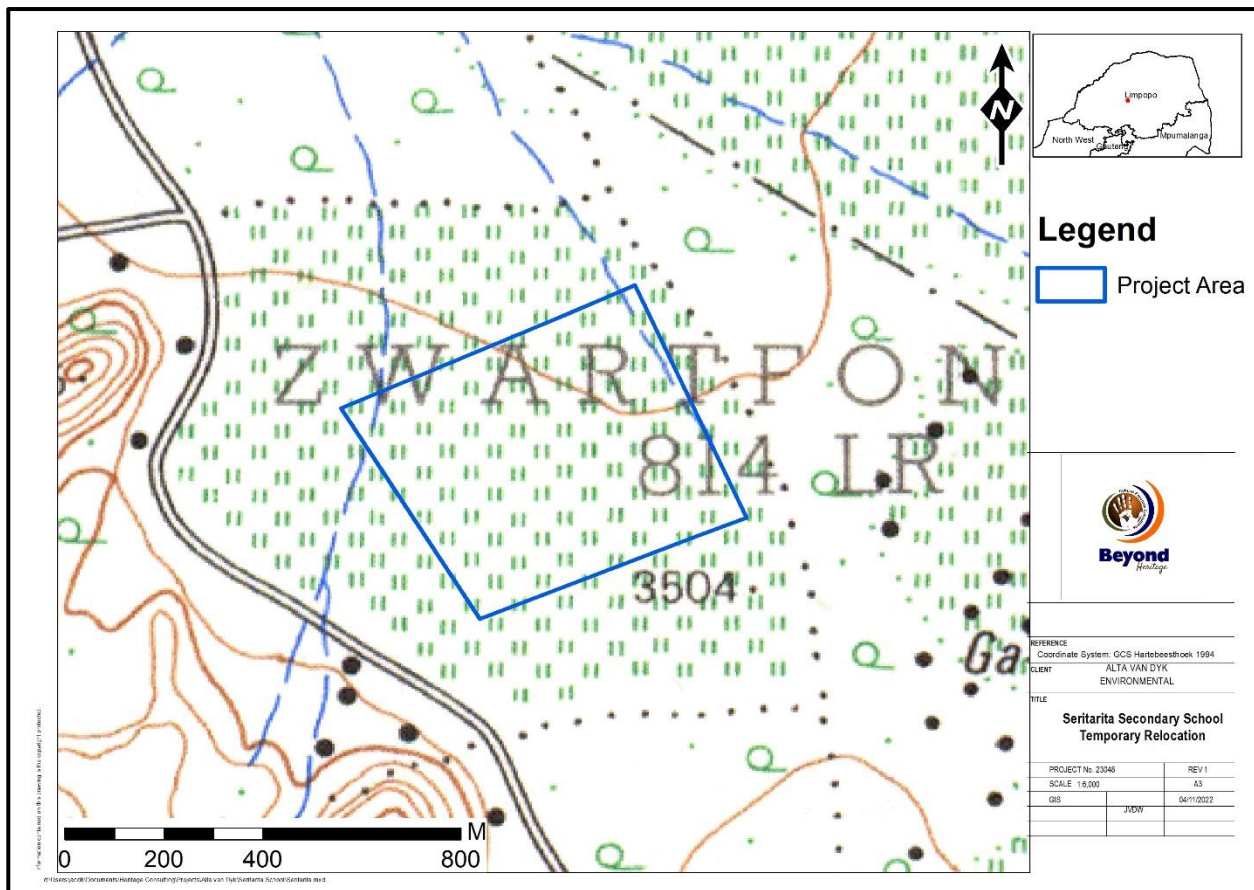 ZWARTFON
814 LR
3504
Ga
0 200 400 800
M
N
Limpopo
North West
Gauteng
Mpumalanga
Legend
Project Area
Beyond
Heritage
REFERENCE
Coordinate System: GCS Hartebeesthoek 1994
CLIENT ALTA VAN DYK
ENVIRONMENTAL
TITLE
Seritarita Secondary School
Temporary Relocation
PROJECT No. 23048 REV 1
SCALE 1:6,000 A3
GIS JVDW 04/11/2022